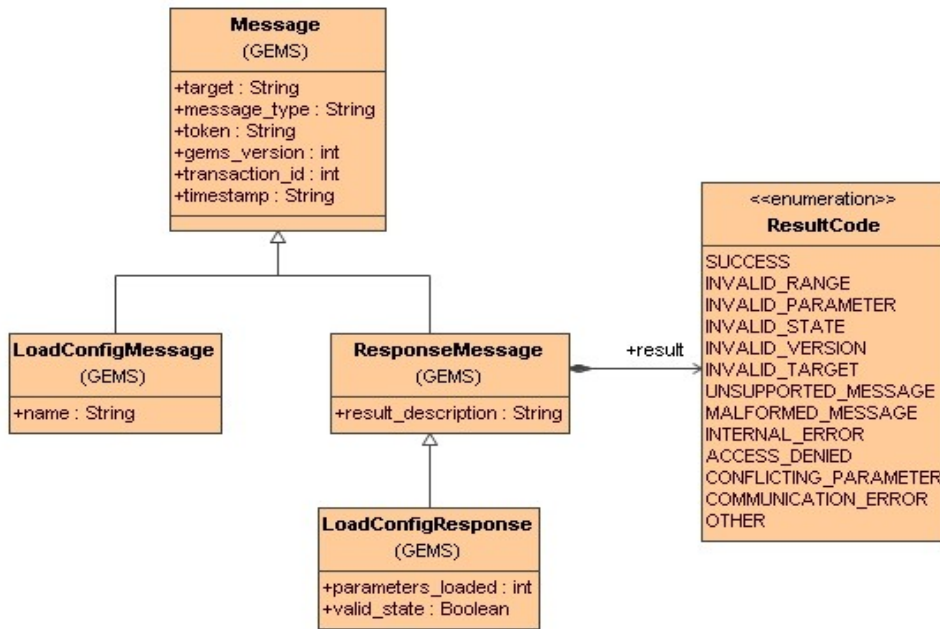 Message
(GEMS)
+target : String
+message_type : String
+token : String
+gems_version : int
+transaction_id : int
+timestamp : String
<<enumeration>>
ResultCode
SUCCESS
INVALID_RANGE
INVALID_PARAMETER
INVALID_STATE
INVALID_VERSION
INVALID_TARGET
UNSUPPORTED_MESSAGE
MALFORMED_MESSAGE
INTERNAL_ERROR
ACCESS_DENIED
CONFLICTING_PARAMETER
COMMUNICATION_ERROR
OTHER
LoadConfigMessage
(GEMS)
+name : String
ResponseMessage
(GEMS)
+result_description : String
+result
LoadConfigResponse
(GEMS)
+parameters_loaded : int
+valid_state : Boolean